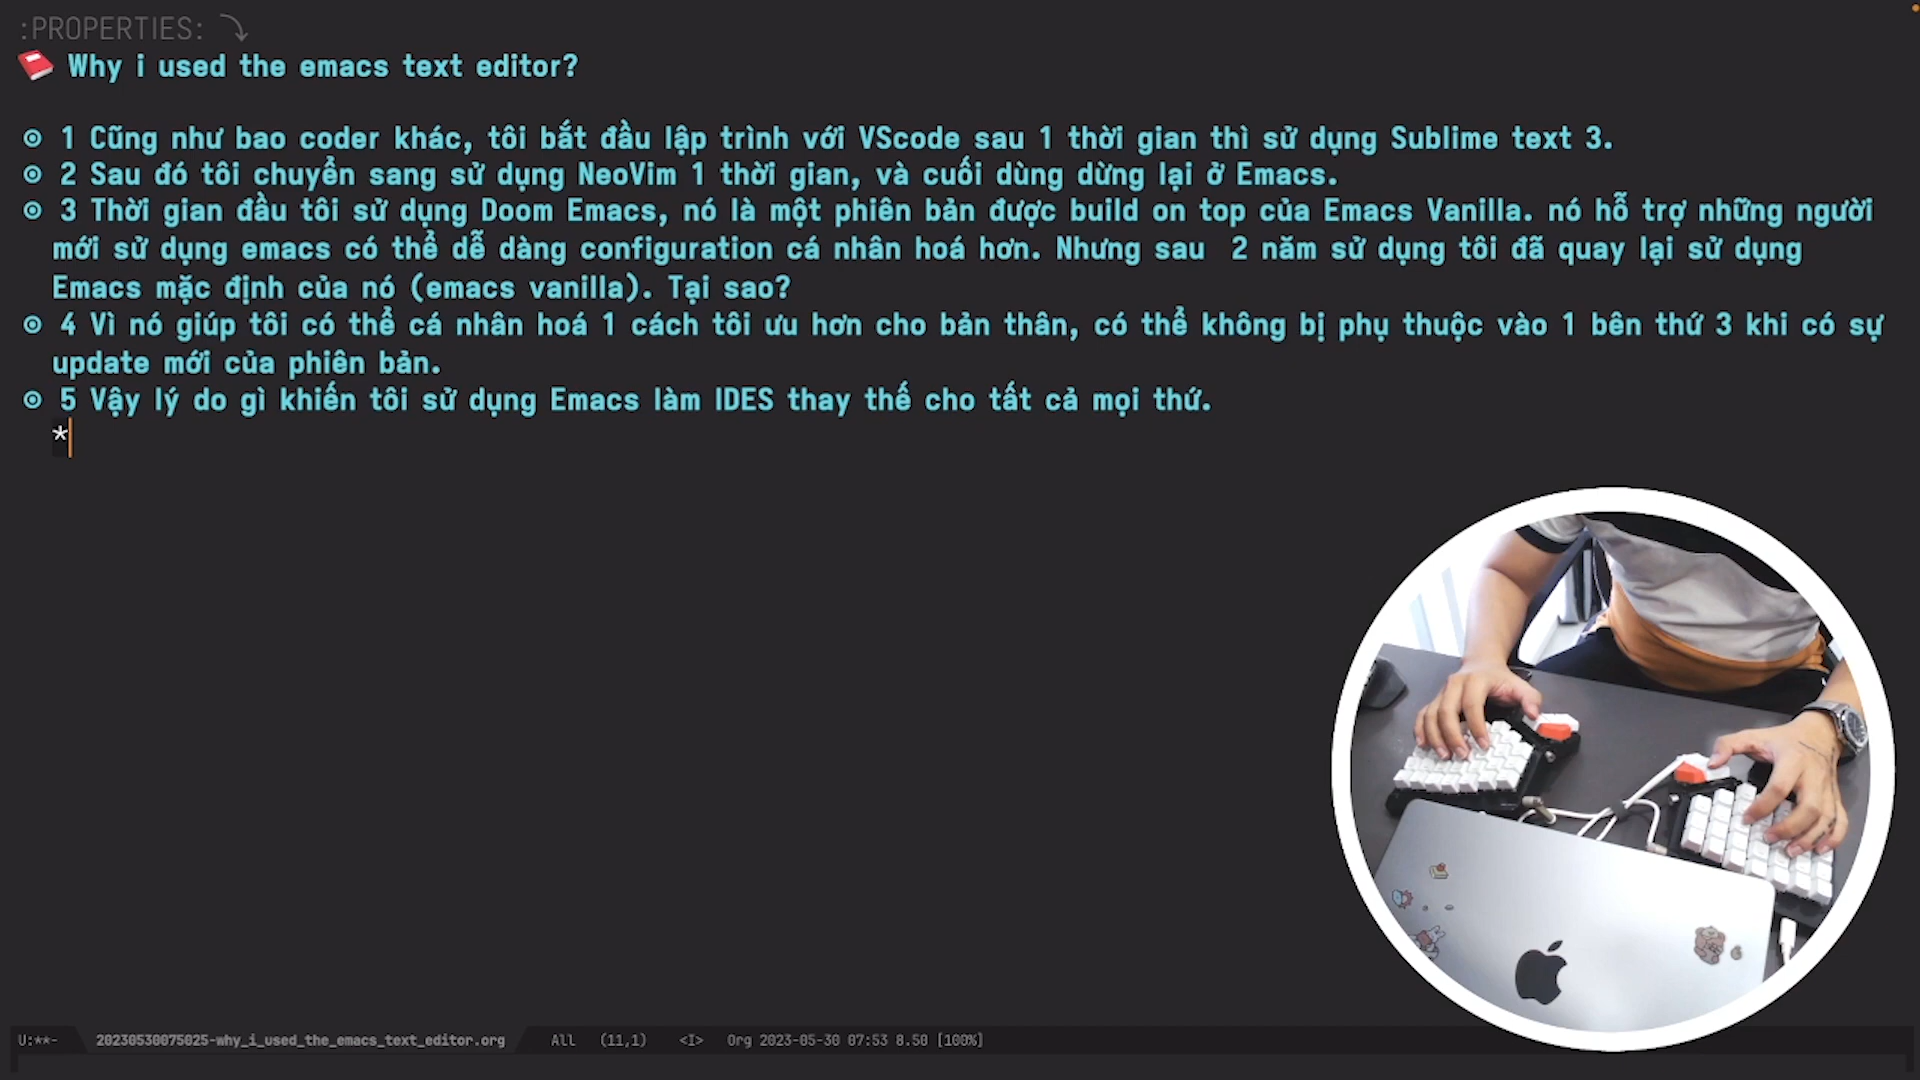 :PROPERTIES:
Why i used the emacs text editor?
1 Cũng như bao coder khác, tôi bắt đầu lập trình với VScode sau 1 thời gian thì sử dụng Sublime text 3.
2 Sau đó tôi chuyển sang sử dụng NeoVim 1 thời gian, và cuối dùng dừng lại ở Emacs.
3 Thời gian đầu tôi sử dụng Doom Emacs, nó là một phiên bản được build on top của Emacs Vanilla. nó hỗ trợ những người
mới sử dụng emacs có thể dễ dàng configuration cá nhân hoá hơn. Nhưng sau  2 năm sử dụng tôi đã quay lại sử dụng
Emacs mặc định của nó (emacs vanilla). Tại sao?
4 Vì nó giúp tôi có thể cá nhân hoá 1 cách tôi ưu hơn cho bản thân, có thể không bị phụ thuộc vào 1 bên thứ 3 khi có sự
update mới của phiên bản.
5 Vậy lý do gì khiến tôi sử dụng Emacs làm IDES thay thế cho tất cả mọi thứ.
*
U:**- 20230530075025-why_i_used_the_emacs_text_editor.org All (11,1) <I> Org 2023-05-30 07:53 8.50 [100%]